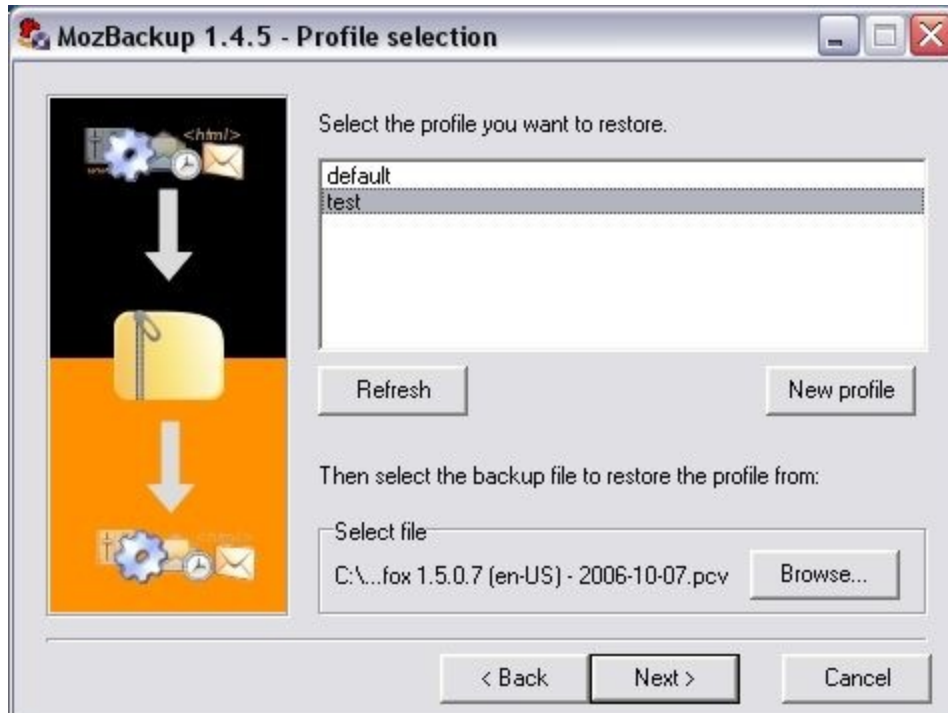 MozBackup 1.4.5 - Profile selection
<html>
Select the profile you want to restore.
default
test
Refresh
New profile
Then select the backup file to restore the profile from:
Select file
C:\...fox 1.5.0.7 (en-US) - 2006-10-07.pcv
Browse...
< Back
Next >
Cancel